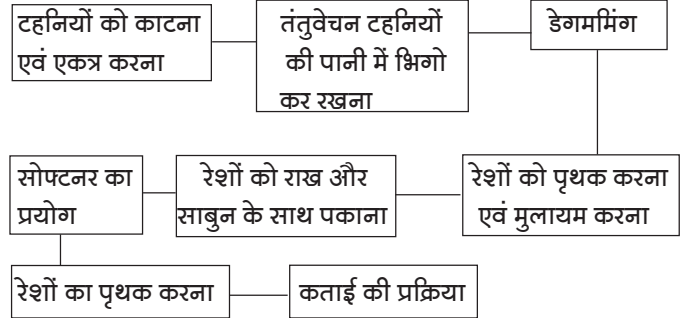 टहनियों को काटना
एवं एकत्र करना
तंतुवेचन टहनियों
की पानी में भिगो
कर रखना
डेगममिंग
रेशों को पृथक करना
एवं मुलायम करना
रेशों को राख और
साबुन के साथ पकाना
सोफ्टनर का
प्रयोग
रेशों का पृथक करना
कताई की प्रक्रिया